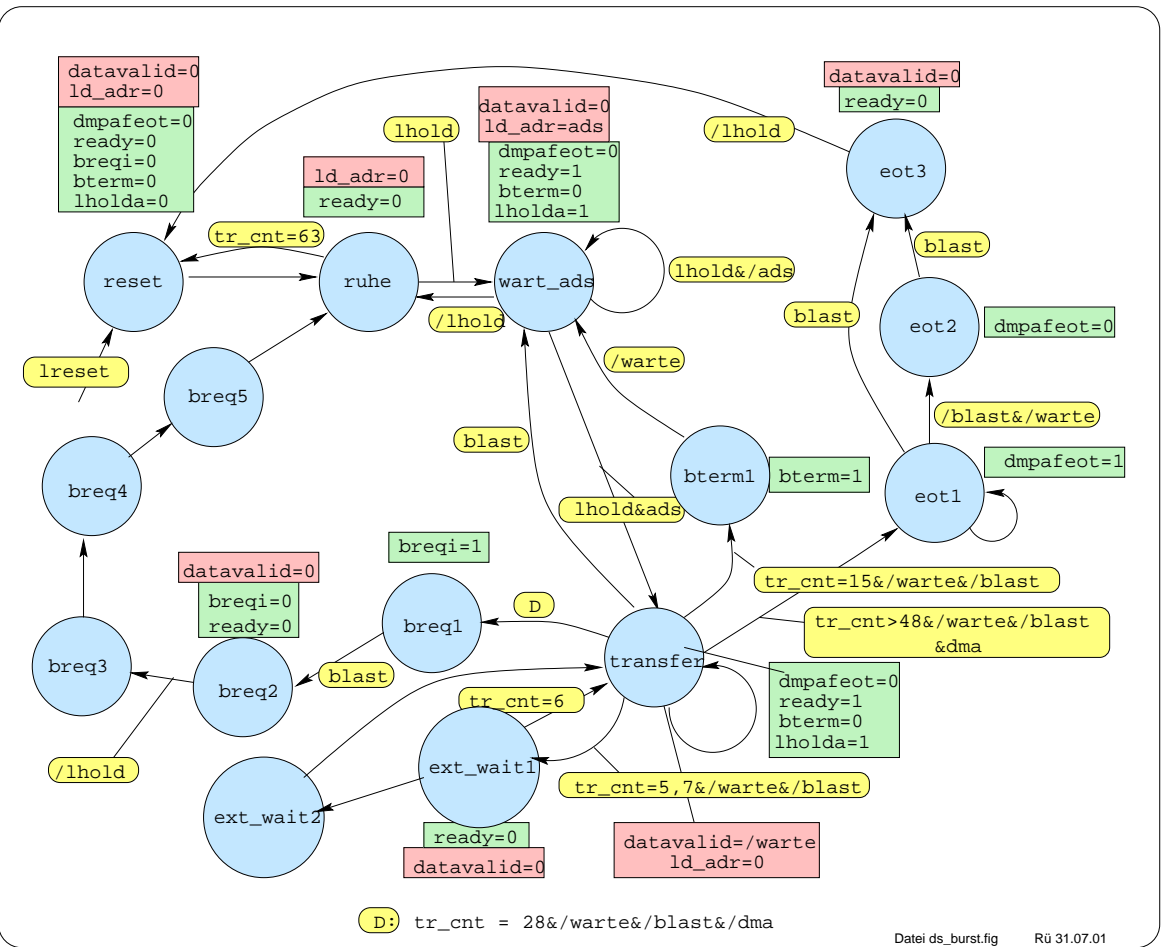 datavalid=0
ld_adr=0
dmpafeot=0
ready=0
breqi=0
bterm=0
lholda=0
lhold
datavalid=0
ld_adr=ads
dmpafeot=0
ready=1
bterm=0
lholda=1
/lhold
datavalid=0
ready=0
ld_adr=0
ready=0
tr_cnt=63
reset
ruhe
wart_ads
lhold&/ads
eot3
blast
/lhold
blast
eot2
dmpafeot=0
lreset
/warte
breq5
/blast&/warte
blast
breq4
bterm1
bterm=1
eot1
dmpafeot=1
lhold&ads
breqi=1
datavalid=0
breqi=0
ready=0
tr_cnt=15&/warte&/blast
D
breq1
tr_cnt>48&/warte&/blast
&dma
breq3
breq2
blast
transfer
dmpafeot=0
ready=1
bterm=0
lholda=1
tr_cnt=6
/lhold
ext_wait1
tr_cnt=5,7&/warte&/blast
ext_wait2
ready=0
datavalid=0
datavalid=/warte
ld_adr=0
D: tr_cnt = 28&/warte&/blast&/dma
Datei ds_burst.fig Rü 31.07.01